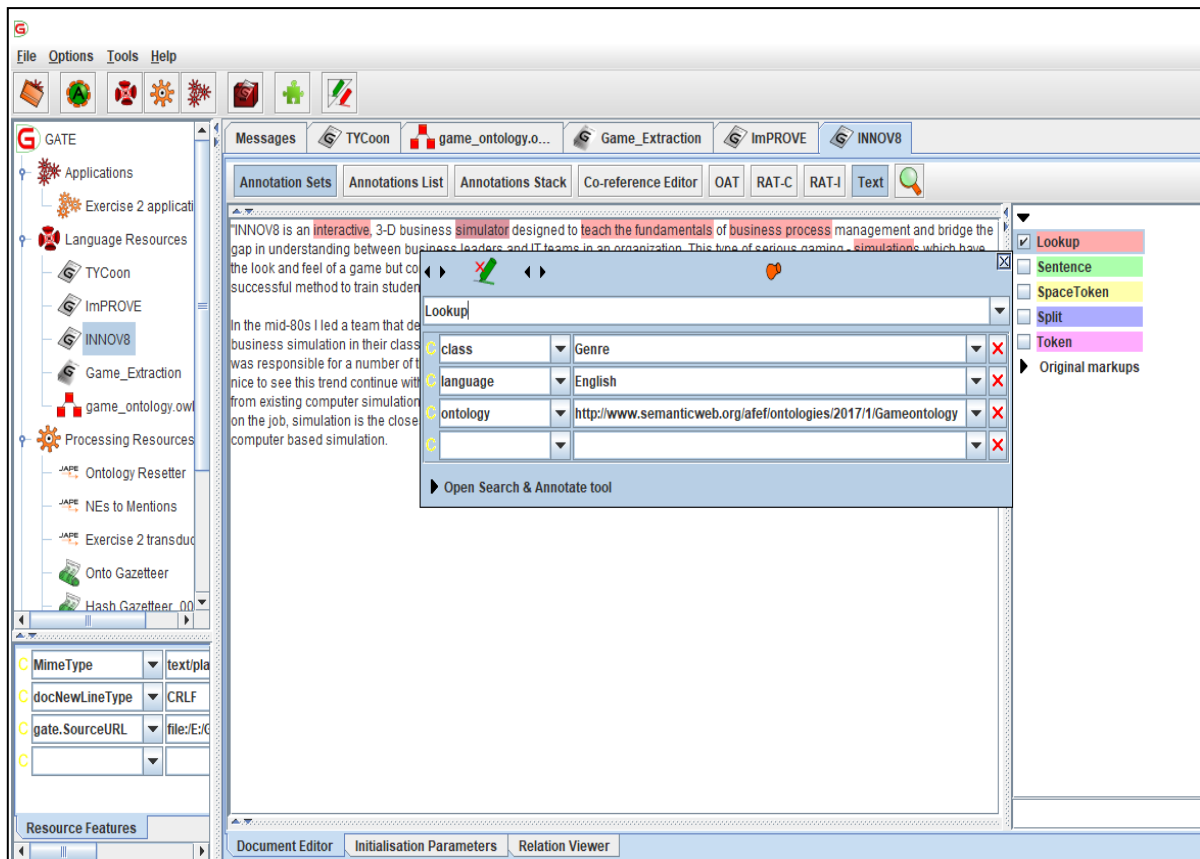 File Options Tools Help
GATE
Applications
Exercise 2 applicati
Language Resources
TYCoon
ImPROVE
INNOV8
Game_Extraction
game_ontology.owl
Processing Resources
JAPE Ontology Resetter
JAPE NEs to Mentions
JAPE Exercise 2 transduc
Onto Gazetteer
Hash Gazetteer_00
MimeType text/pla
docNewLineType CRLF
gate.SourceURL file:/E:/G
Resource Features
Messages TYCoon game_ontology.o... Game_Extraction ImPROVE INNOV8
Annotation Sets Annotations List Annotations Stack Co-reference Editor OAT RAT-C RAT-I Text
"INNOV8 is an interactive, 3-D business simulator designed to teach the fundamentals of business process management and bridge the
gap in understanding between business leaders and IT teams in an organization. This type of serious gaming - simulations which have
the look and feel of a game but co
successful method to train studen
In the mid-80s I led a team that de
business simulation in their class
was responsible for a number of t
nice to see this trend continue with
from existing computer simulation
on the job, simulation is the close
computer based simulation.
Lookup
C class Genre
C language English
C ontology http://www.semanticweb.org/afef/ontologies/2017/1/Gameontology
C
Open Search & Annotate tool
Lookup
Sentence
SpaceToken
Split
Token
Original markups
Document Editor Initialisation Parameters Relation Viewer